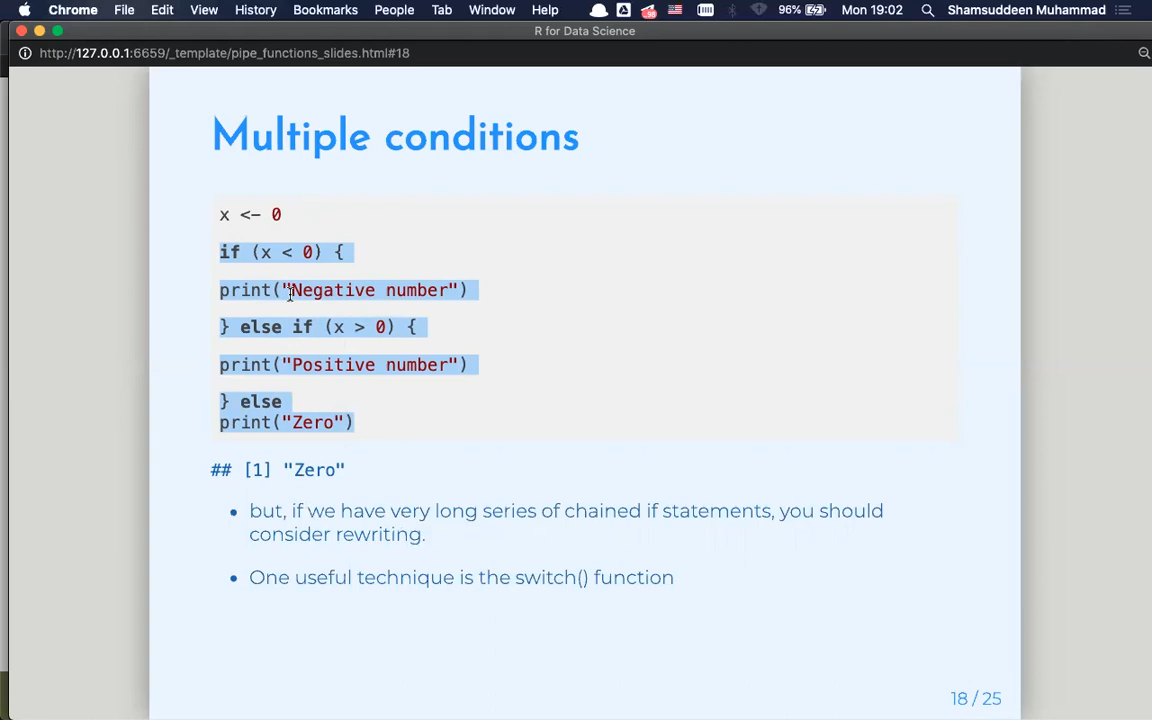 Chrome File Edit View History Bookmarks People Tab Window Help 96% Mon 19:02 Shamsuddeen Muhammad
R for Data Science
http://127.0.0.1:6659/_template/pipe_functions_slides.html#18
Multiple conditions
x <- 0
if (x < 0) {
print("Negative number")
} else if (x > 0) {
print("Positive number")
} else
print("Zero")
## [1] "Zero"
• but, if we have very long series of chained if statements, you should
consider rewriting.
• One useful technique is the switch() function
18 / 25